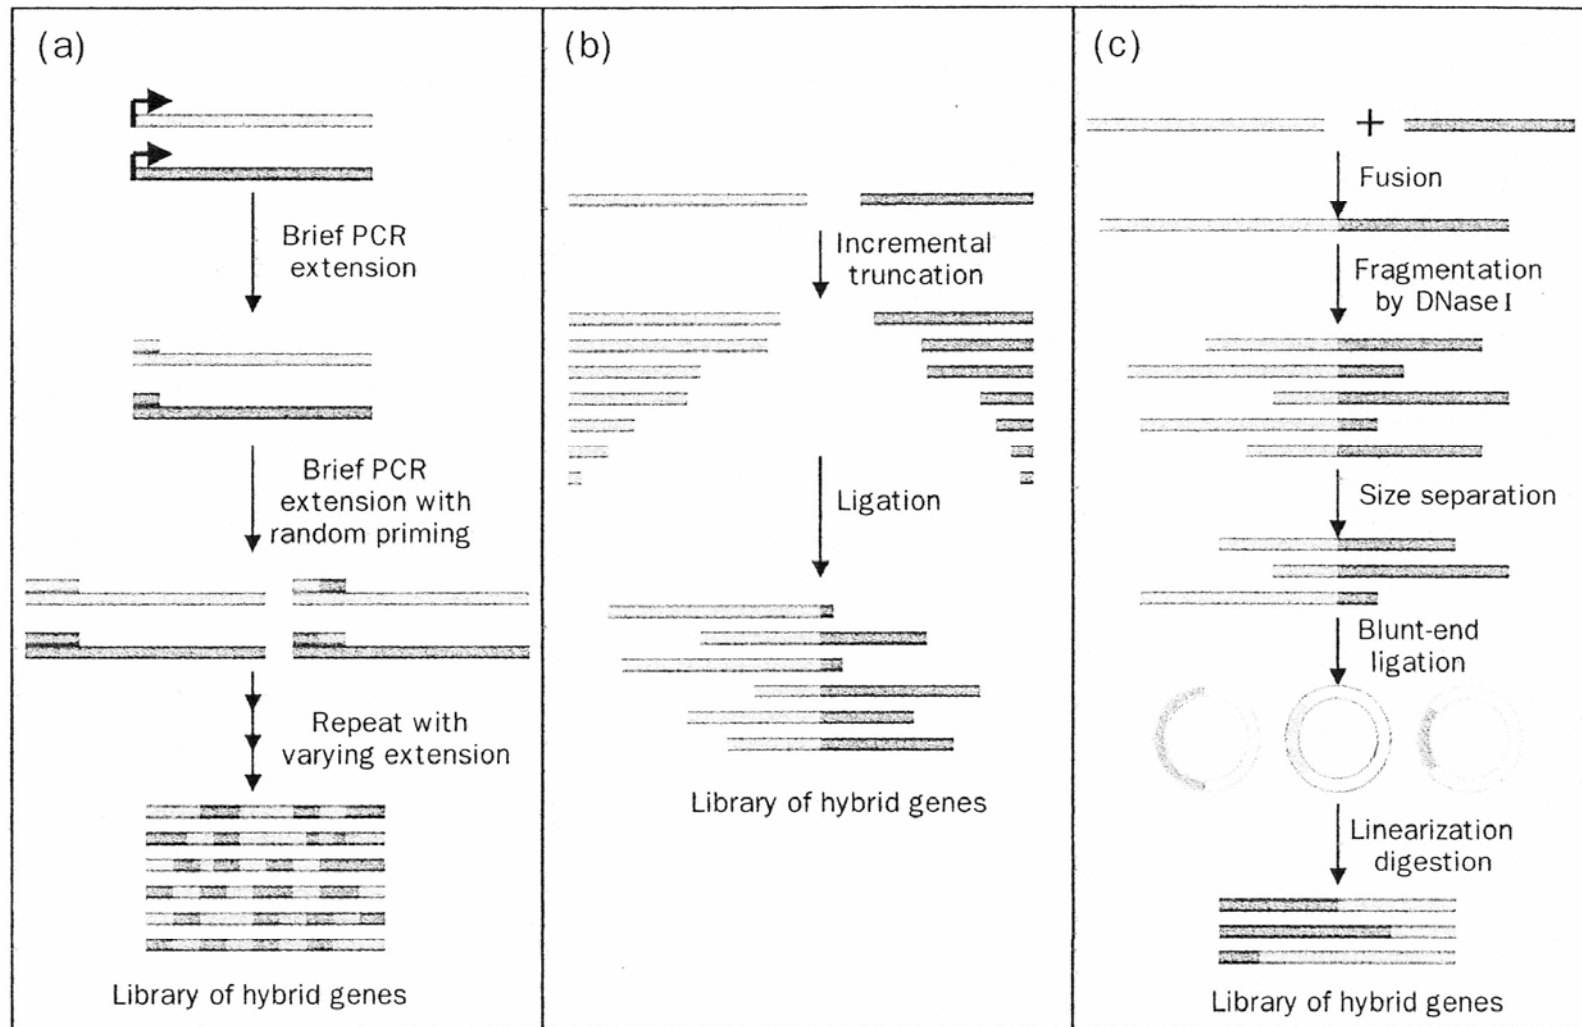 (a)
Brief PCR
extension
Brief PCR
extension with
random priming
Repeat with
varying extension
Library of hybrid genes
(b)
Incremental
truncation
Ligation
Library of hybrid genes
(c)
+
Fusion
Fragmentation
by DNase I
Size separation
Blunt-end
ligation
Linearization
digestion
Library of hybrid genes